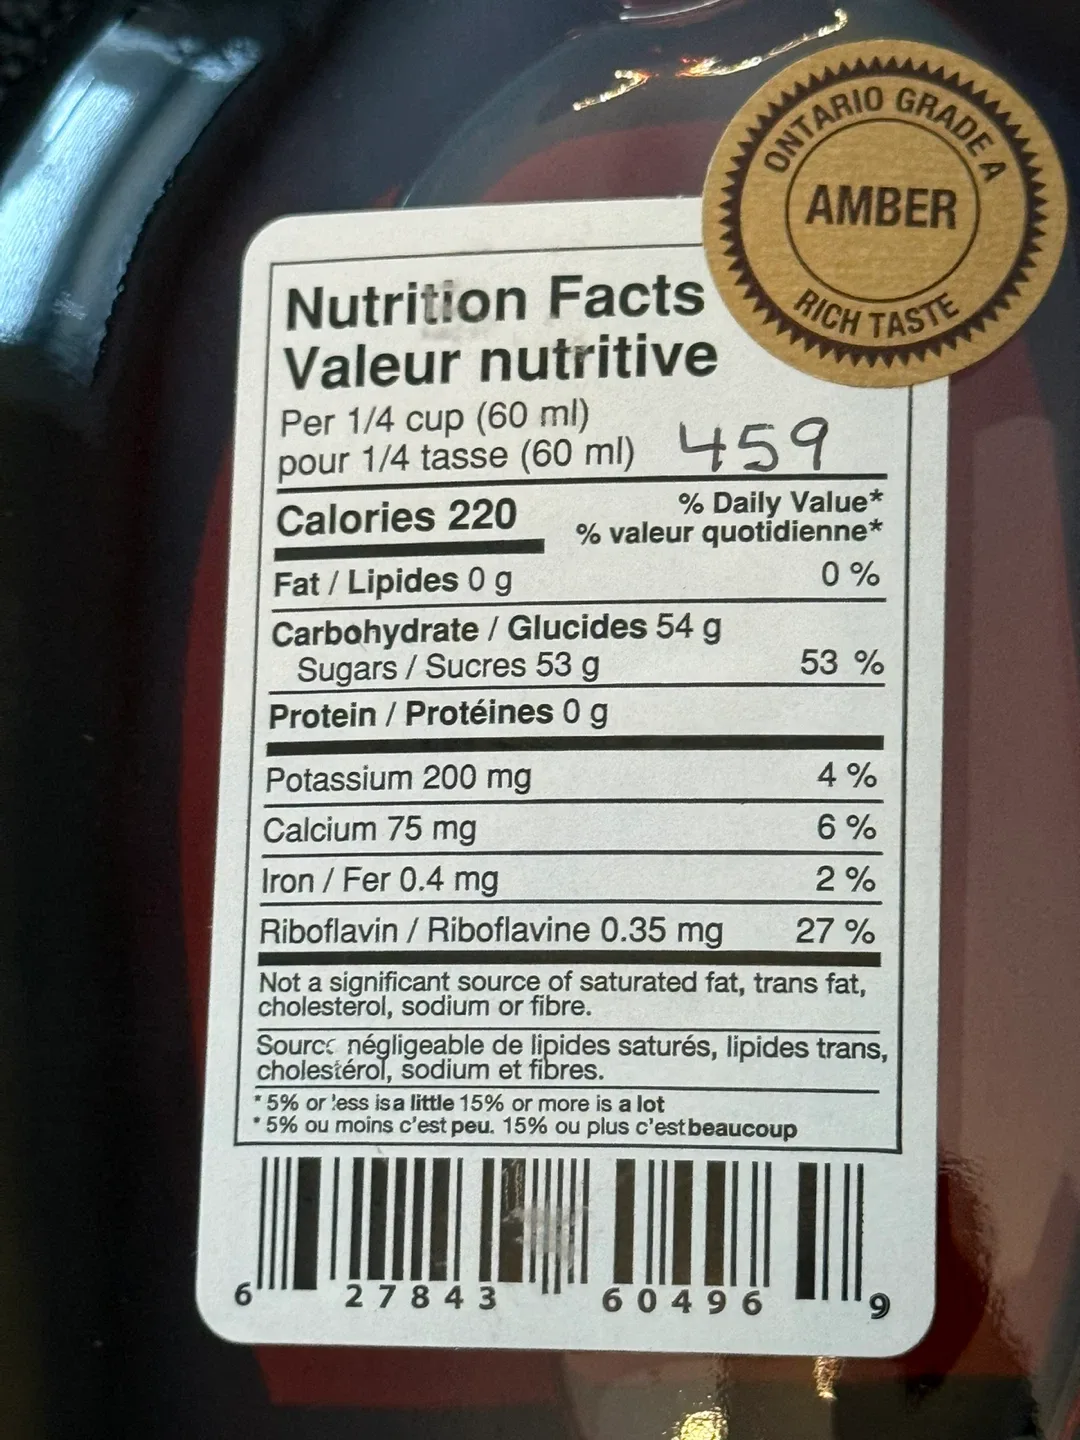 ONTARIO GRADE A
AMBER
RICH TASTE
Nutrition Facts
Valeur nutritive
Per 1/4 cup (60 ml)
pour 1/4 tasse (60 ml) 459
Calories 220 % Daily Value*
% valeur quotidienne*
Fat / Lipides 0 g 0 %
Carbohydrate / Glucides 54 g
Sugars / Sucres 53 g 53 %
Protein / Protéines 0 g
Potassium 200 mg 4 %
Calcium 75 mg 6 %
Iron / Fer 0.4 mg 2 %
Riboflavin / Riboflavine 0.35 mg 27 %
Not a significant source of saturated fat, trans fat,
cholesterol, sodium or fibre.
Source négligeable de lipides saturés, lipides trans,
cholestérol, sodium et fibres.
*5% or less is a little 15% or more is a lot
*5% ou moins c'est peu. 15% ou plus c'est beaucoup
6 27843 60496 9